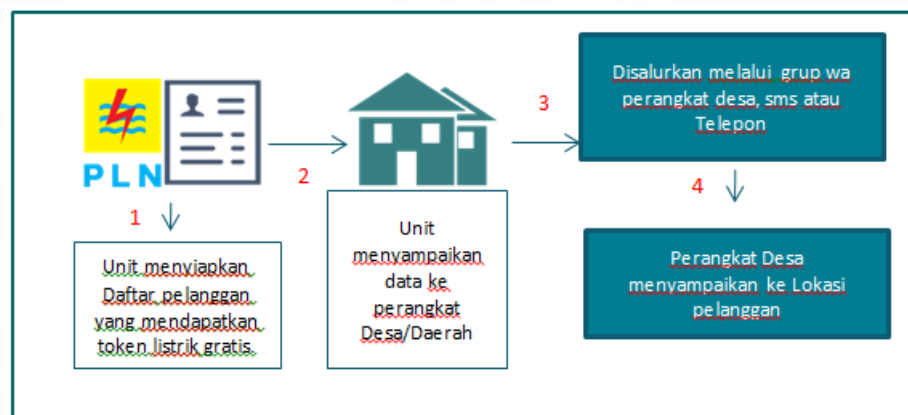 PLN
1
Unit menyiapkan
Daftar pelanggan
yang mendapatkan
token listrik gratis.
2
Unit
menyampaikan
data ke
perangkat
Desa/Daerah
3
Disalurkan melalui grup wa
perangkat desa, sms atau
Telepon
4
Perangkat Desa
menyampaikan ke Lokasi
pelanggan